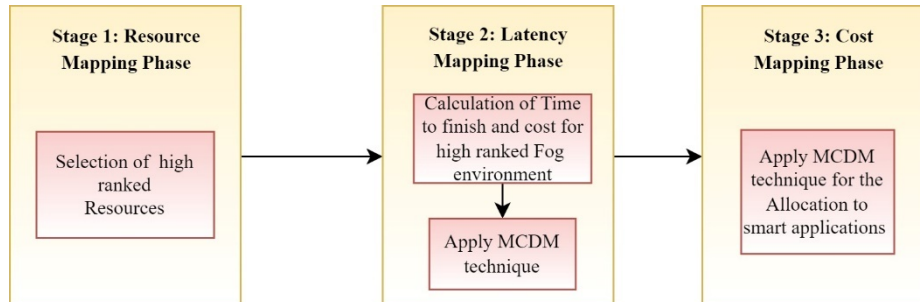 Stage 1: Resource
Mapping Phase
Selection of high
ranked
Resources
Stage 2: Latency
Mapping Phase
Calculation of Time
to finish and cost for
high ranked Fog
environment
Apply MCDM
technique
Stage 3: Cost
Mapping Phase
Apply MCDM
technique for the
Allocation to
smart applications